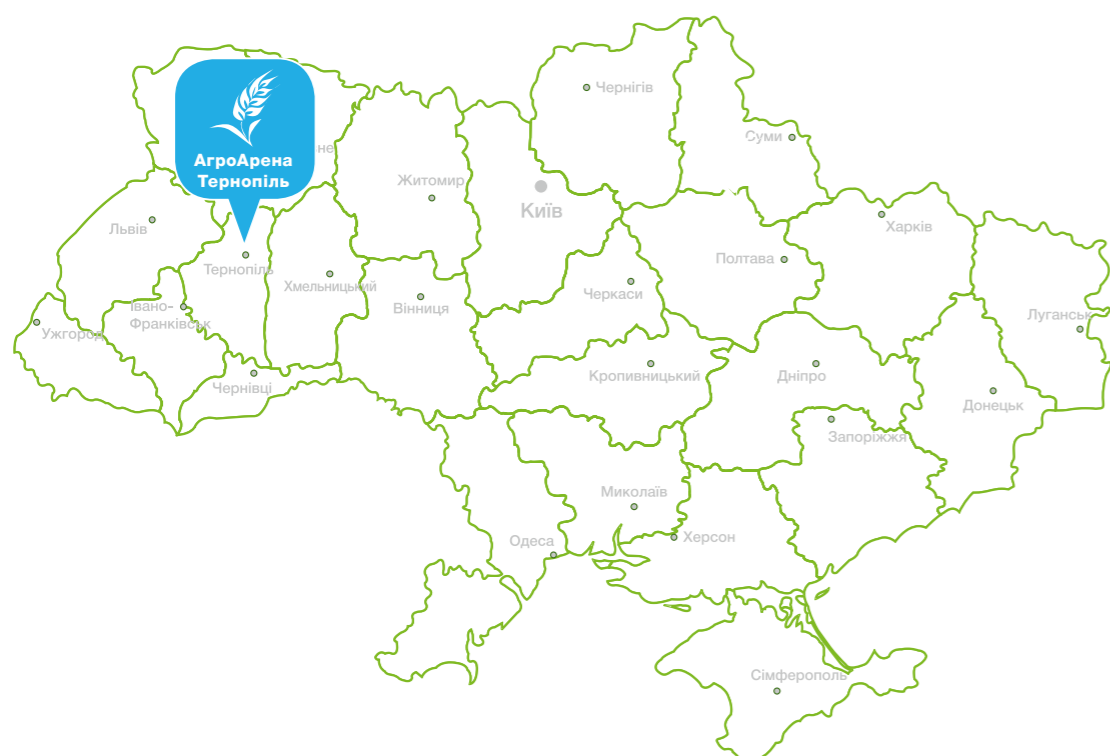 Чернігів
Суми
не
АгроАрена
Тернопіль
Житомир
Київ
Львів
Харків
Тернопіль
Полтава
Хмельницький
Черкаси
Вінниця
Івано-
Франківськ
Луганськ
Ужгород
Чернівці
Кропивницький
Дніпро
Донецьк
Запоріжжя
Миколаїв
Одеса
Херсон
Сімферополь